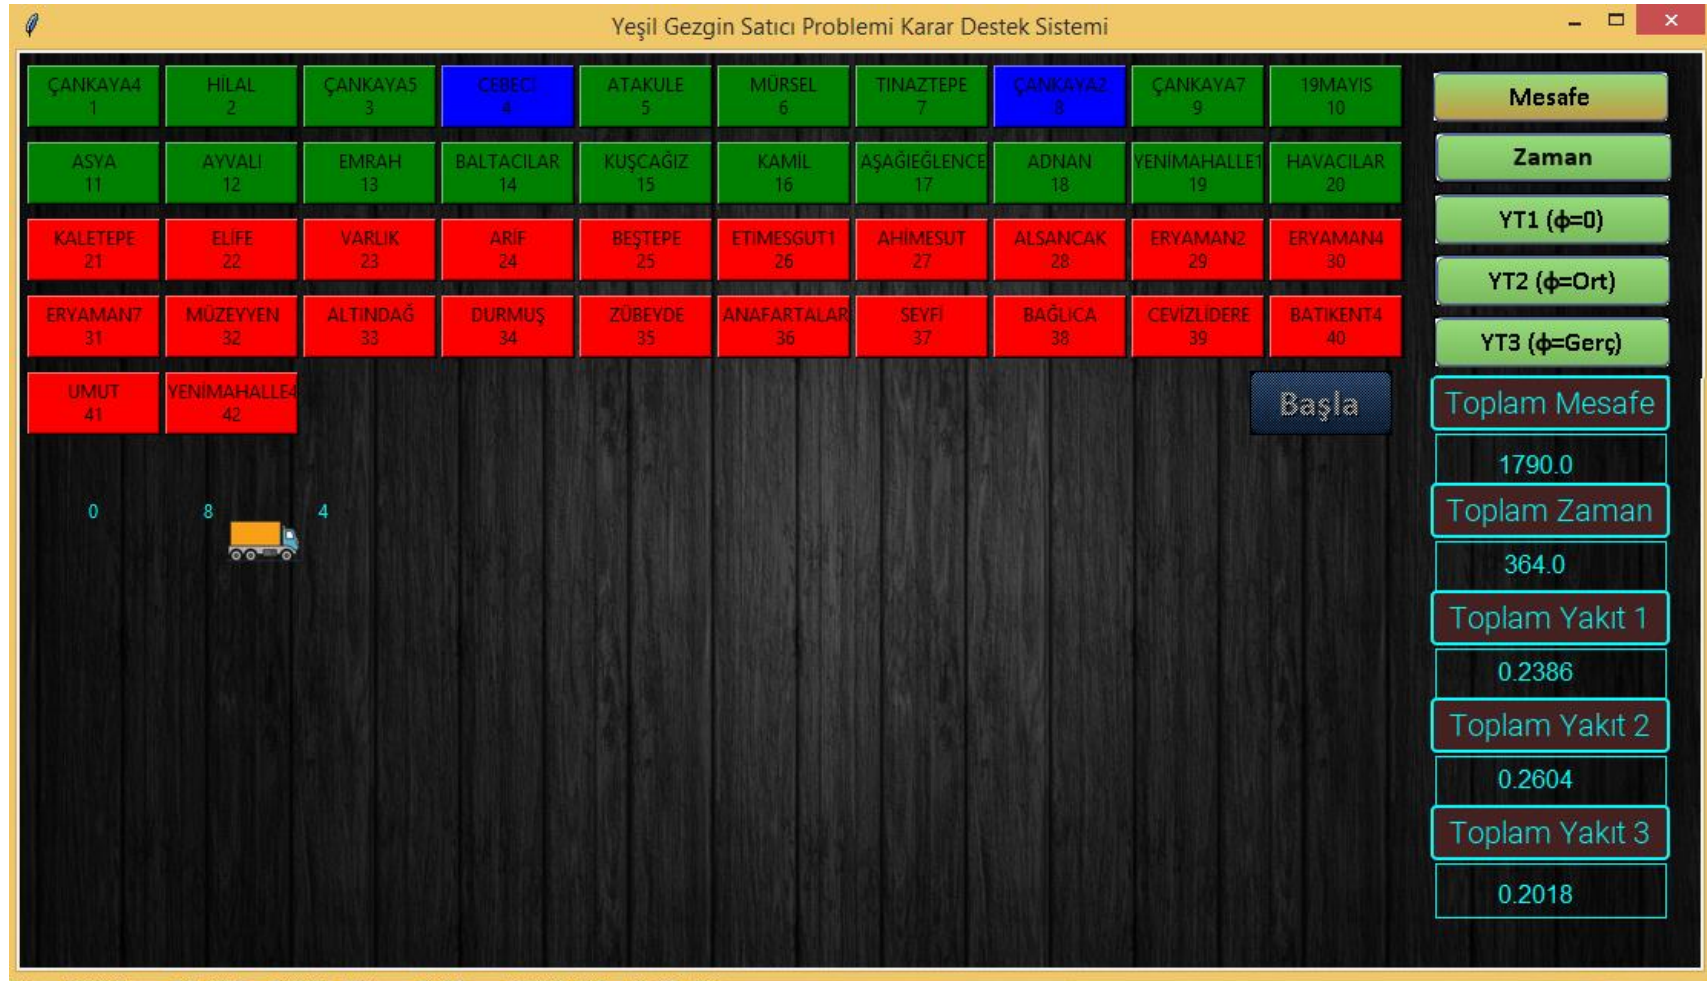 Yeşil Gezgin Satıcı Problemi Karar Destek Sistemi
ÇANKAYA4
1
HİLAL
2
ÇANKAYA5
3
CEBECİ
4
ATAKULE
5
MÜRSEL
6
TINAZTEPE
7
ÇANKAYA2
8
ÇANKAYA7
9
19MAYIS
10
ASYA
11
AYVALI
12
EMRAH
13
BALTACILAR
14
KUŞCAĞIZ
15
KAMİL
16
AŞAĞIEĞLENCE
17
ADNAN
18
YENİMAHALLE1
19
HAVACILAR
20
KALETEPE
21
ELİFE
22
VARLIK
23
ARİF
24
BEŞTEPE
25
ETİMESGUT1
26
AHİMESUT
27
ALSANCAK
28
ERYAMAN2
29
ERYAMAN4
30
ERYAMAN7
31
MÜZEYYEN
32
ALTINDAĞ
33
DURMUŞ
34
ZÜBEYDE
35
ANAFARTALAR
36
SEYFİ
37
BAĞLICA
38
CEVİZLİDERE
39
BATIKENT4
40
UMUT
41
YENİMAHALLE4
42
Başla
0 8 4
Mesafe
Zaman
YT1 (ϕ=0)
YT2 (ϕ=Ort)
YT3 (ϕ=Gerç)
Toplam Mesafe
1790.0
Toplam Zaman
364.0
Toplam Yakıt 1
0.2386
Toplam Yakıt 2
0.2604
Toplam Yakıt 3
0.2018